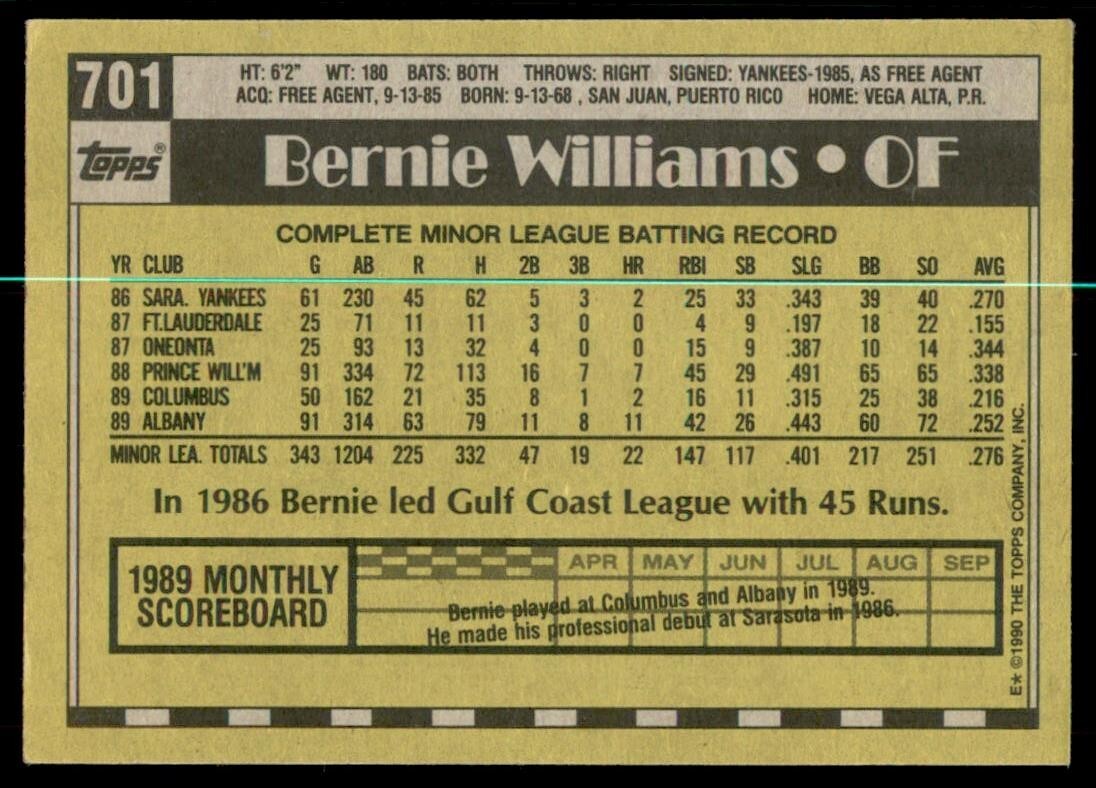 701
HT: 6'2" WT: 180 BATS: BOTH THROWS: RIGHT SIGNED: YANKEES-1985, AS FREE AGENT
ACQ: FREE AGENT, 9-13-85 BORN: 9-13-68 , SAN JUAN, PUERTO RICO HOME: VEGA ALTA, P.R.
TOPPS®
Bernie Williams • OF
COMPLETE MINOR LEAGUE BATTING RECORD
YR CLUB G AB R H 2B 3B HR RBI SB SLG BB SO AVG
86 SARA. YANKEES 61 230 45 62 5 3 2 25 33 .343 39 40 .270
87 FT.LAUDERDALE 25 71 11 11 3 0 0 4 9 .197 18 22 .155
87 ONEONTA 25 93 13 32 4 0 0 15 9 .387 10 14 .344
88 PRINCE WILL'M 91 334 72 113 16 7 7 45 29 .491 65 65 .338
89 COLUMBUS 50 162 21 35 8 1 2 16 11 .315 25 38 .216
89 ALBANY 91 314 63 79 11 8 11 42 26 .443 60 72 .252
MINOR LEA. TOTALS 343 1204 225 332 47 19 22 147 117 .401 217 251 .276
In 1986 Bernie led Gulf Coast League with 45 Runs.
1989 MONTHLY
SCOREBOARD
APR MAY JUN JUL AUG SEP
Bernie played at Columbus and Albany in 1989.
He made his professional debut at Sarasota in 1986.
E* ©1990 THE TOPPS COMPANY, INC.